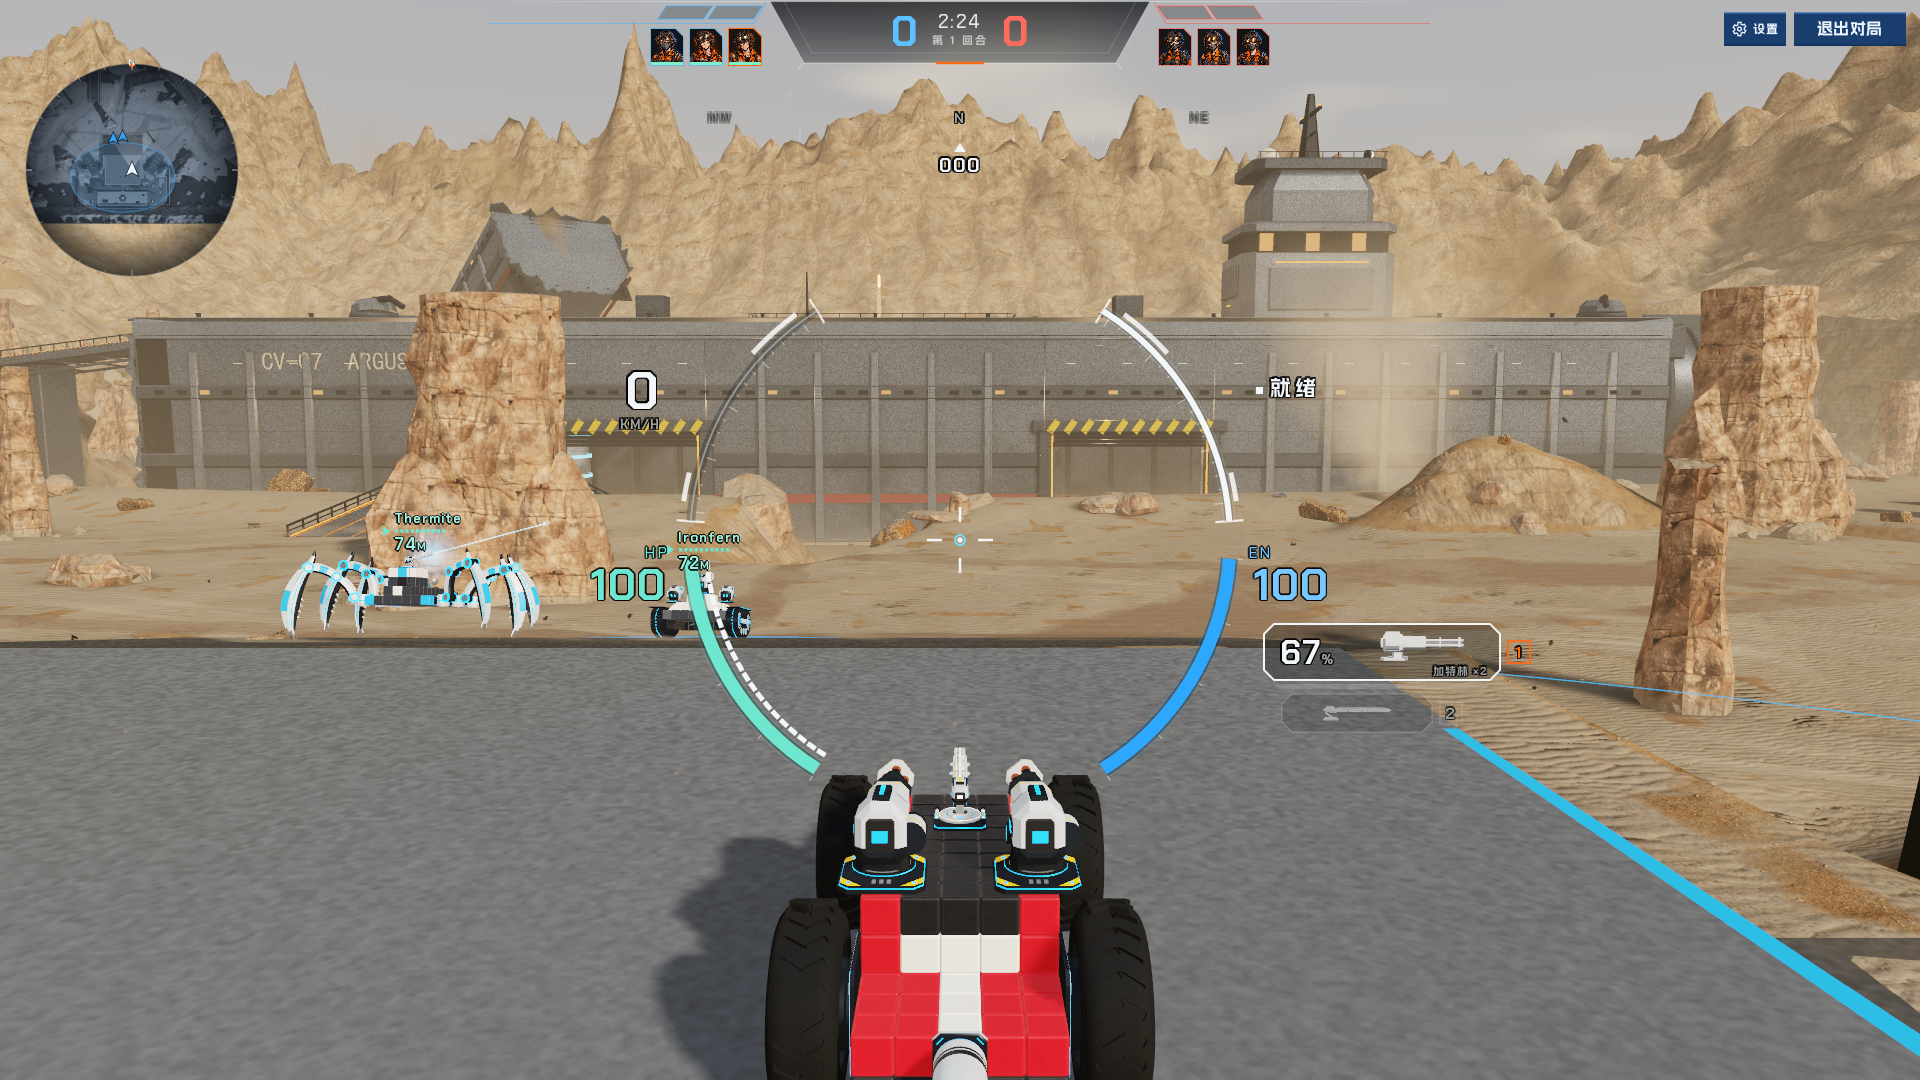 0
2:24
第 1 回合
0
设置
退出对局
N
NW
N
NE
000
CV-07 ARGUS
0
KM/H
就绪
Thermite
74M
Ironfern
72M
HP
100
EN
100
67%
加特林 ×2
1
2